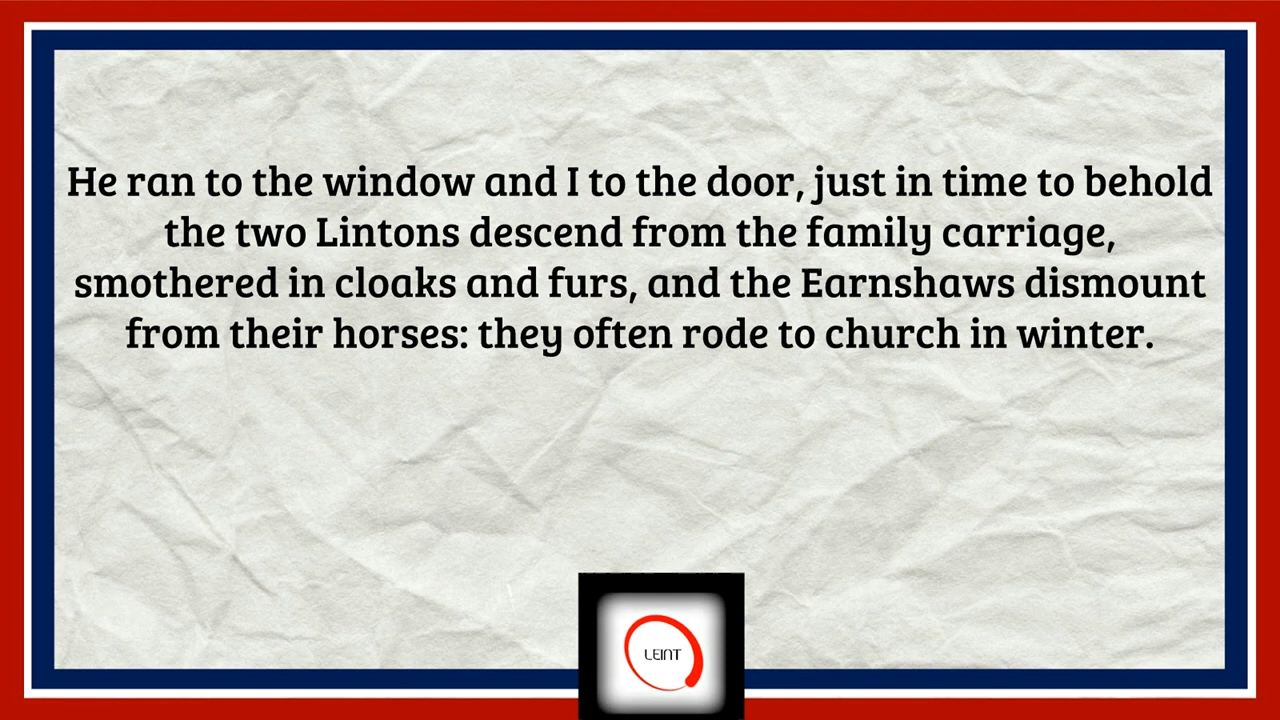 He ran to the window and I to the door, just in time to behold
the two Lintons descend from the family carriage,
smothered in cloaks and furs, and the Earnshaws dismount
from their horses: they often rode to church in winter.
LEINT